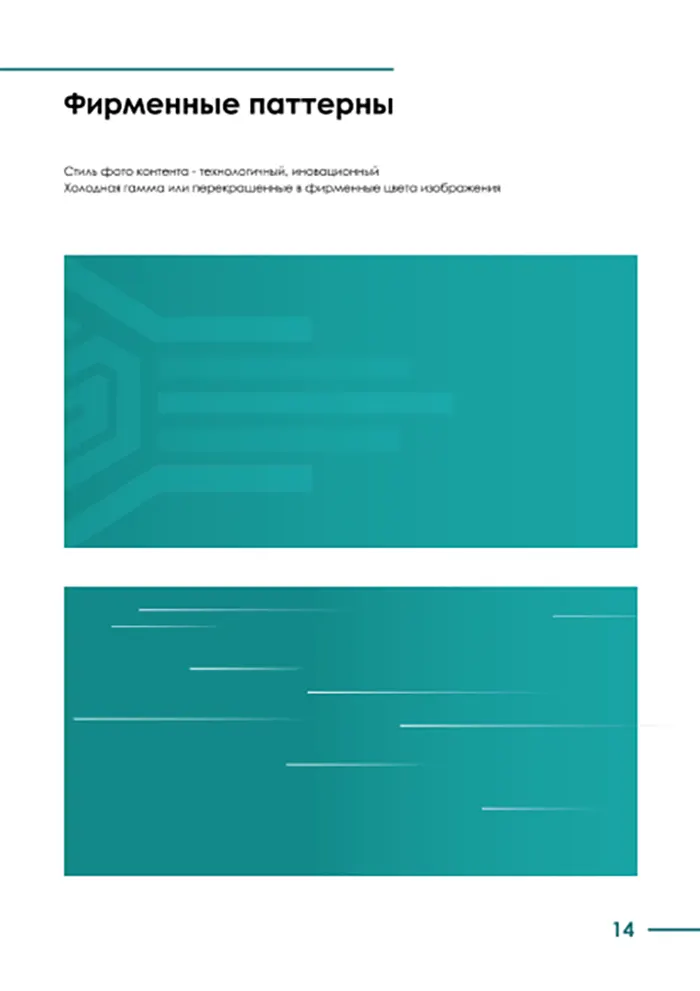 Фирменные паттерны
Стиль фото контента - технологичный, иновационный
Холодная гамма или перекрашенные в фирменные цвета изображения
14